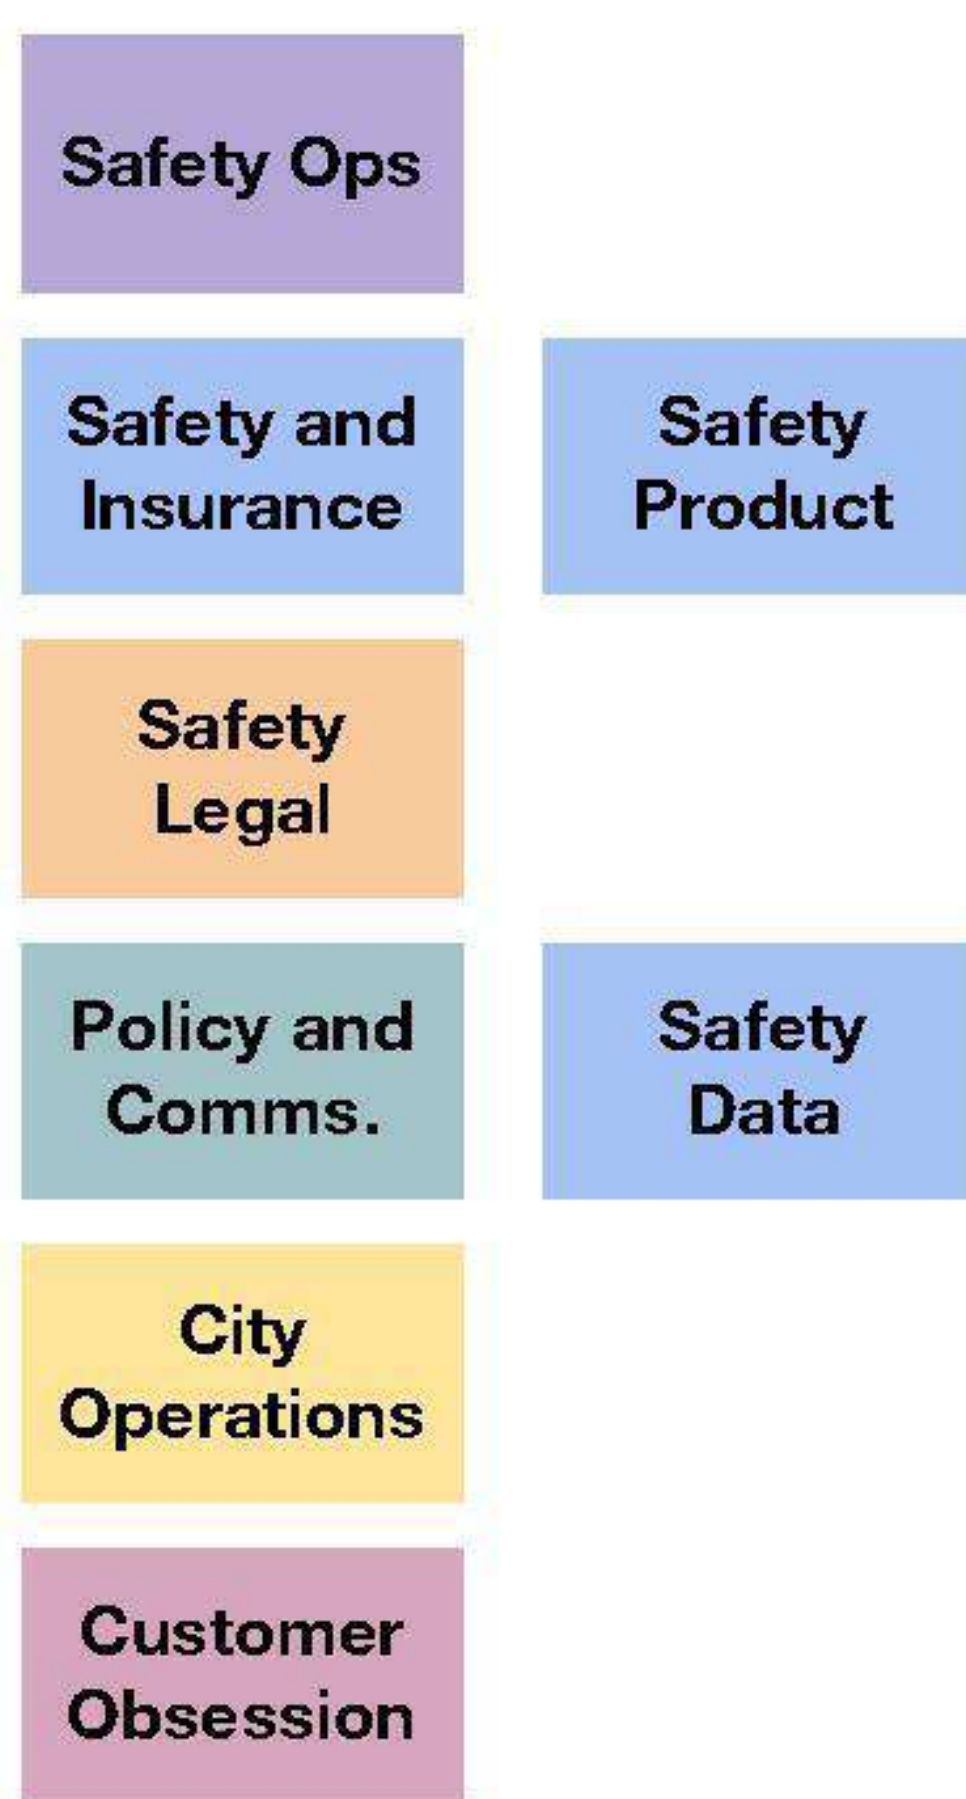 Safety Ops
Safety and
Insurance
Safety
Product
Safety
Legal
Policy and
Comms.
Safety
Data
City
Operations
Customer
Obsession